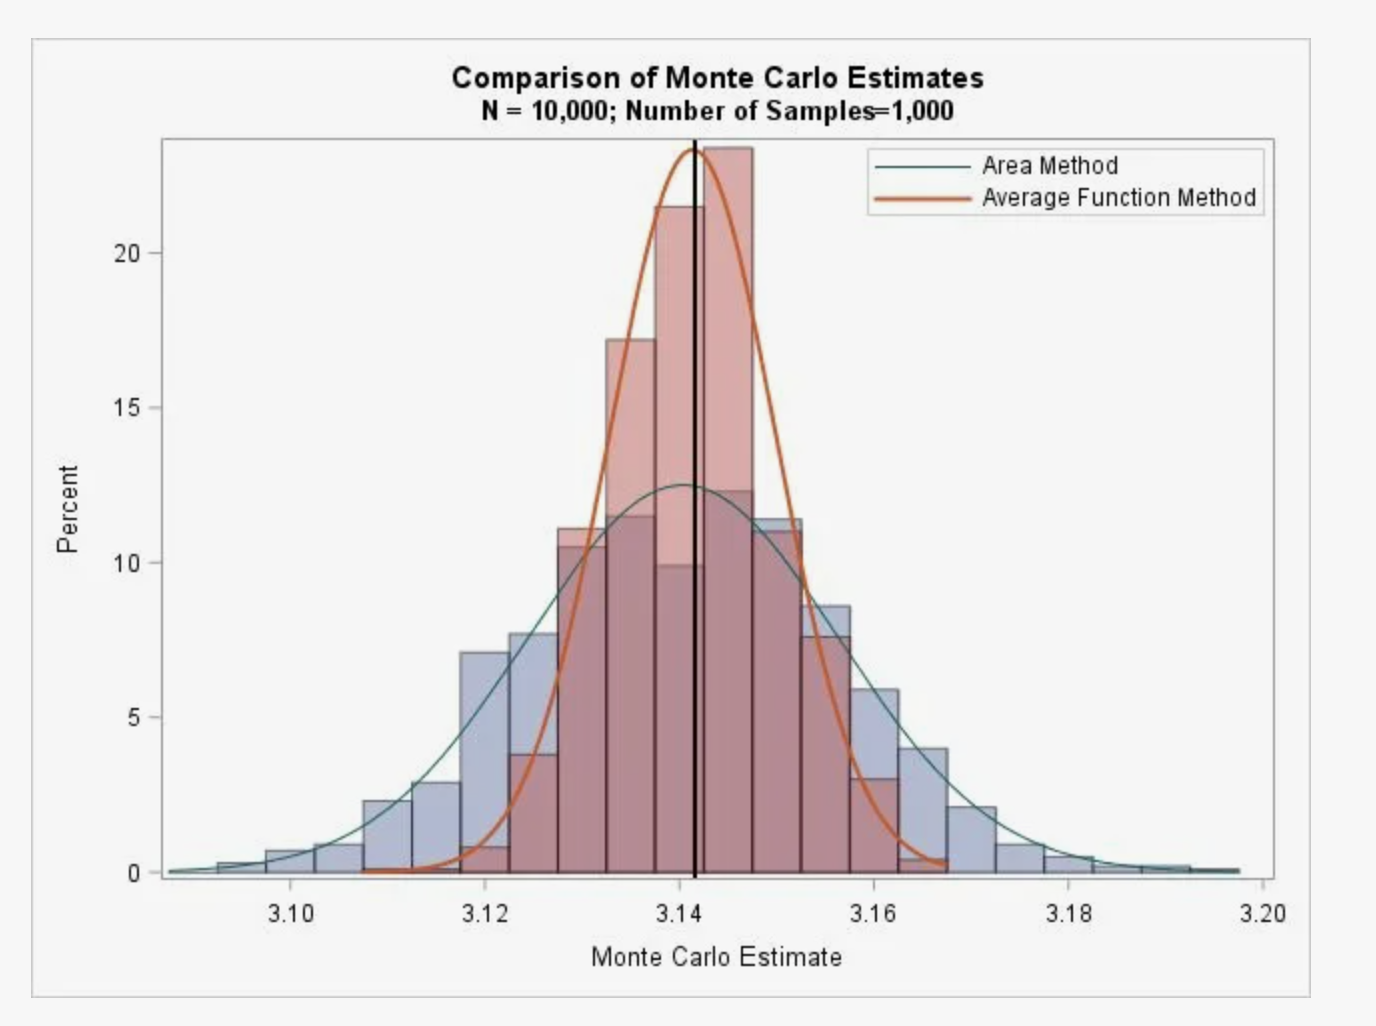 Comparison of Monte Carlo Estimates
N = 10,000; Number of Samples=1,000
Area Method
Average Function Method
20
15
10
5
0
Percent
3.10 3.12 3.14 3.16 3.18 3.20
Monte Carlo Estimate